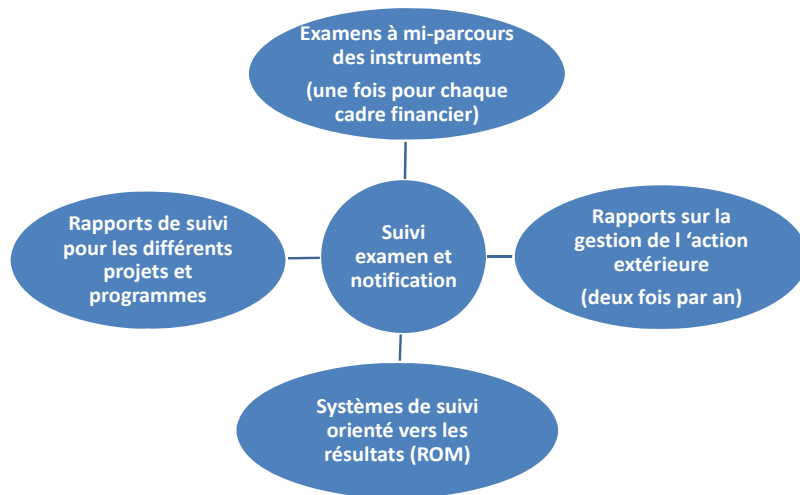 Examens à mi-parcours
des instruments
(une fois pour chaque
cadre financier)
Rapports de suivi
pour les différents
projets et
programmes
Suivi
examen et
notification
Rapports sur la
gestion de l ‘action
extérieure
(deux fois par an)
Systèmes de suivi
orienté vers les
résultats (ROM)